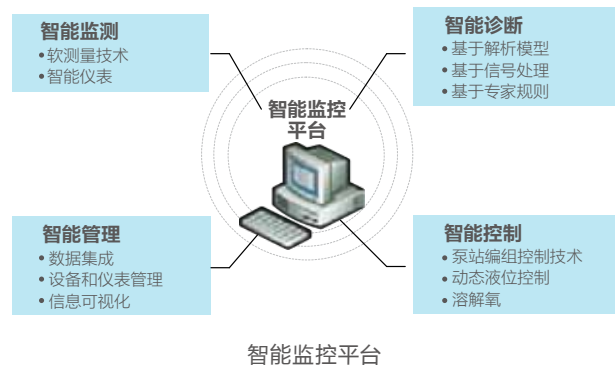 智能监测
•软测量技术
•智能仪表
智能诊断
•基于解析模型
•基于信号处理
•基于专家规则
智能监控
平台
智能管理
•数据集成
•设备和仪表管理
•信息可视化
智能控制
•泵站编组控制技术
•动态液位控制
•溶解氧
智能监控平台